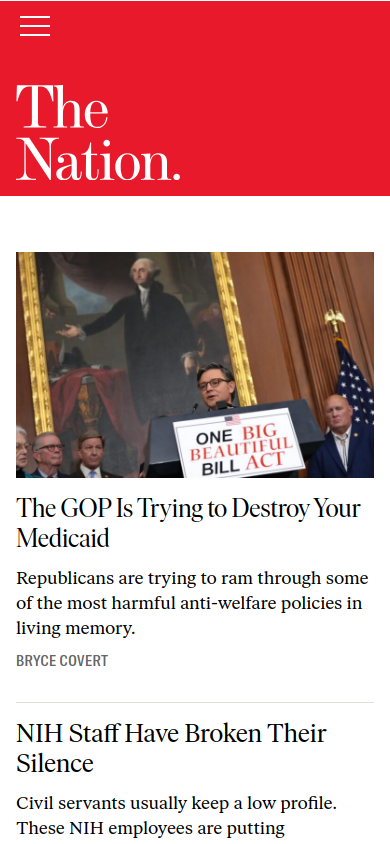 The
Nation.
ONE BIG
BEAUTIFUL
BILL ACT
The GOP Is Trying to Destroy Your
Medicaid
Republicans are trying to ram through some
of the most harmful anti-welfare policies in
living memory.
BRYCE COVERT
NIH Staff Have Broken Their
Silence
Civil servants usually keep a low profile.
These NIH employees are putting